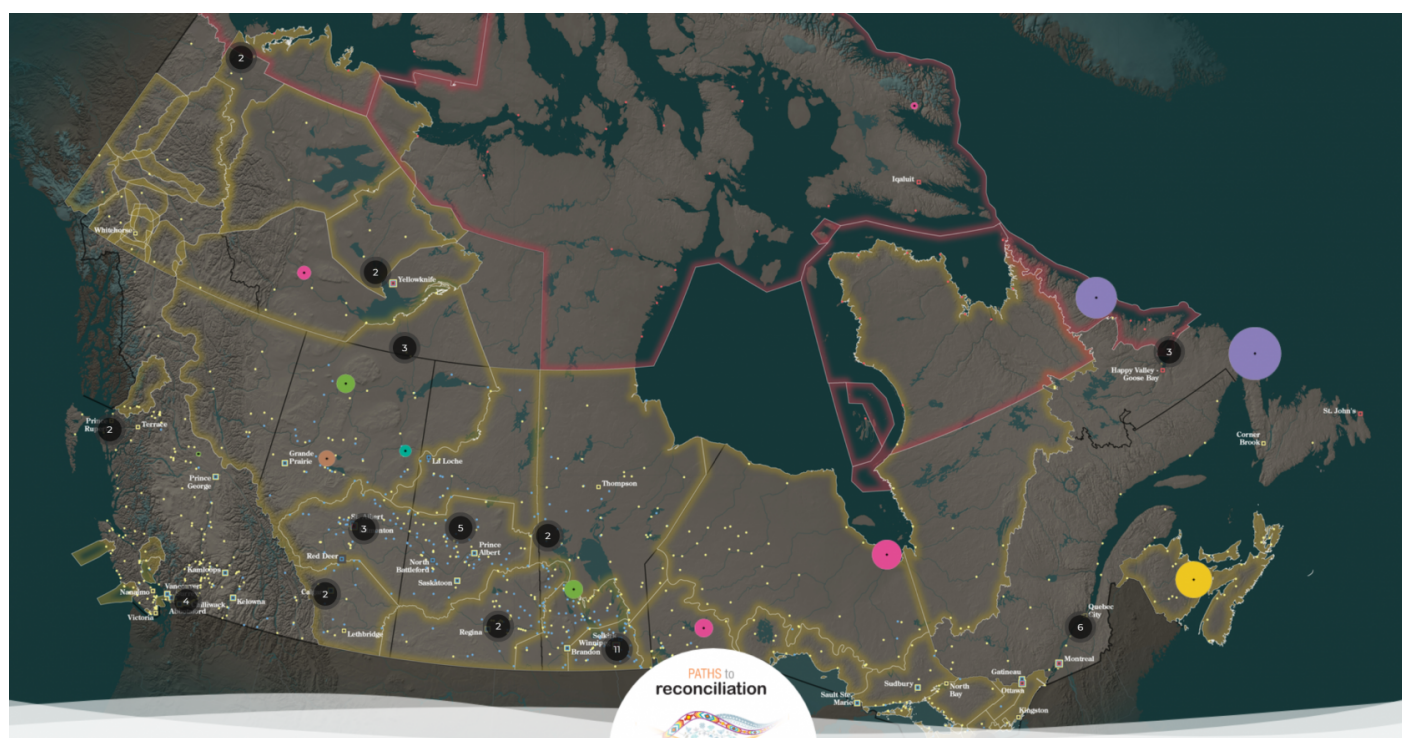 2
Iqaluit
Whitehorse
2
Yellowknife
3
3
Happy Valley -
Goose Bay
2
Terrace
St. John's
Corner
Brook
Grande
Prairie
La Loche
Prince
George
Thompson
3
5
2
Red Deer
Prince
Albert
North
Battleford
Saskatoon
Kamloops
Nanaimo
Vancouver
4
Kelowna
Victoria
2
Lethbridge
Regina
2
Brandon
11
Quebec
City
6
Montreal
Gatineau
Ottawa
Sudbury
North
Bay
Sault Ste.
Marie
Kingston
PATHS to
reconciliation